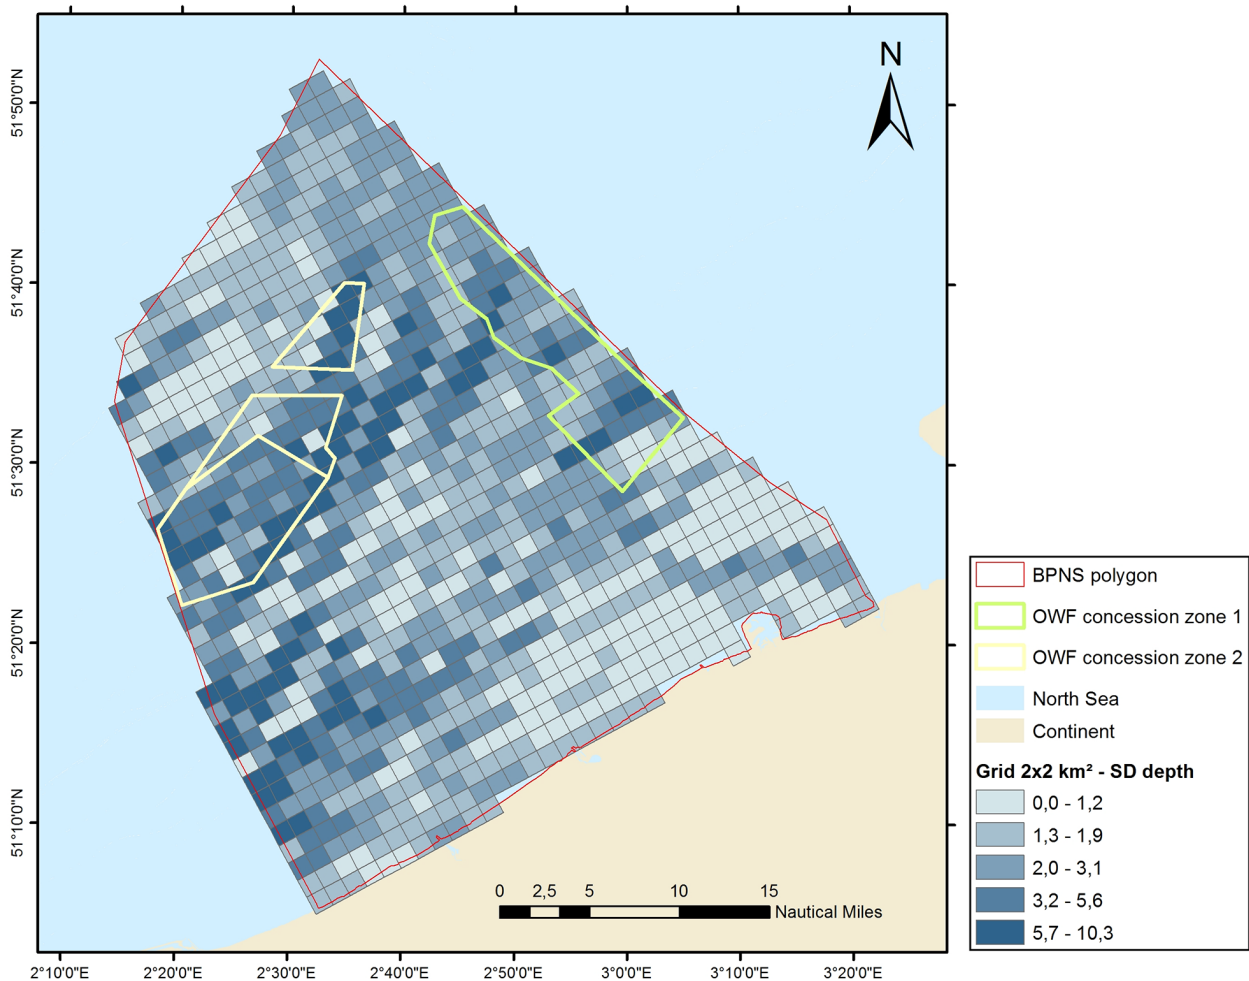 N
51°50'0"N
51°40'0"N
51°30'0"N
51°20'0"N
51°10'0"N
2°10'0"E
2°20'0"E
2°30'0"E
2°40'0"E
2°50'0"E
3°0'0"E
3°10'0"E
3°20'0"E
0 2,5 5 10 15
Nautical Miles
BPNS polygon
OWF concession zone 1
OWF concession zone 2
North Sea
Continent
Grid 2x2 km² - SD depth
0,0 - 1,2
1,3 - 1,9
2,0 - 3,1
3,2 - 5,6
5,7 - 10,3